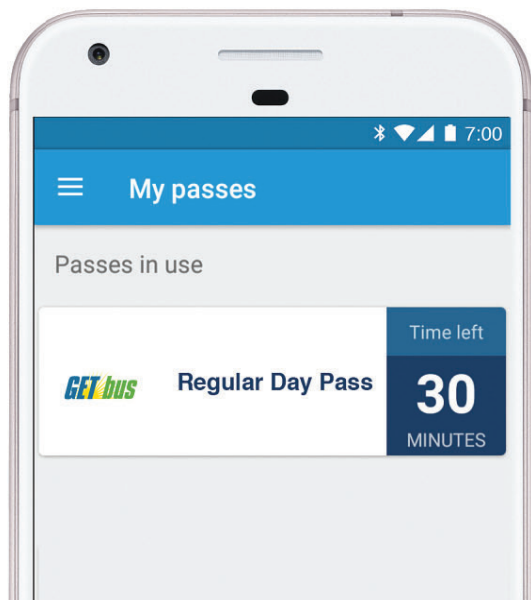 7:00
My passes
Passes in use
Time left
GET bus
Regular Day Pass
30
MINUTES